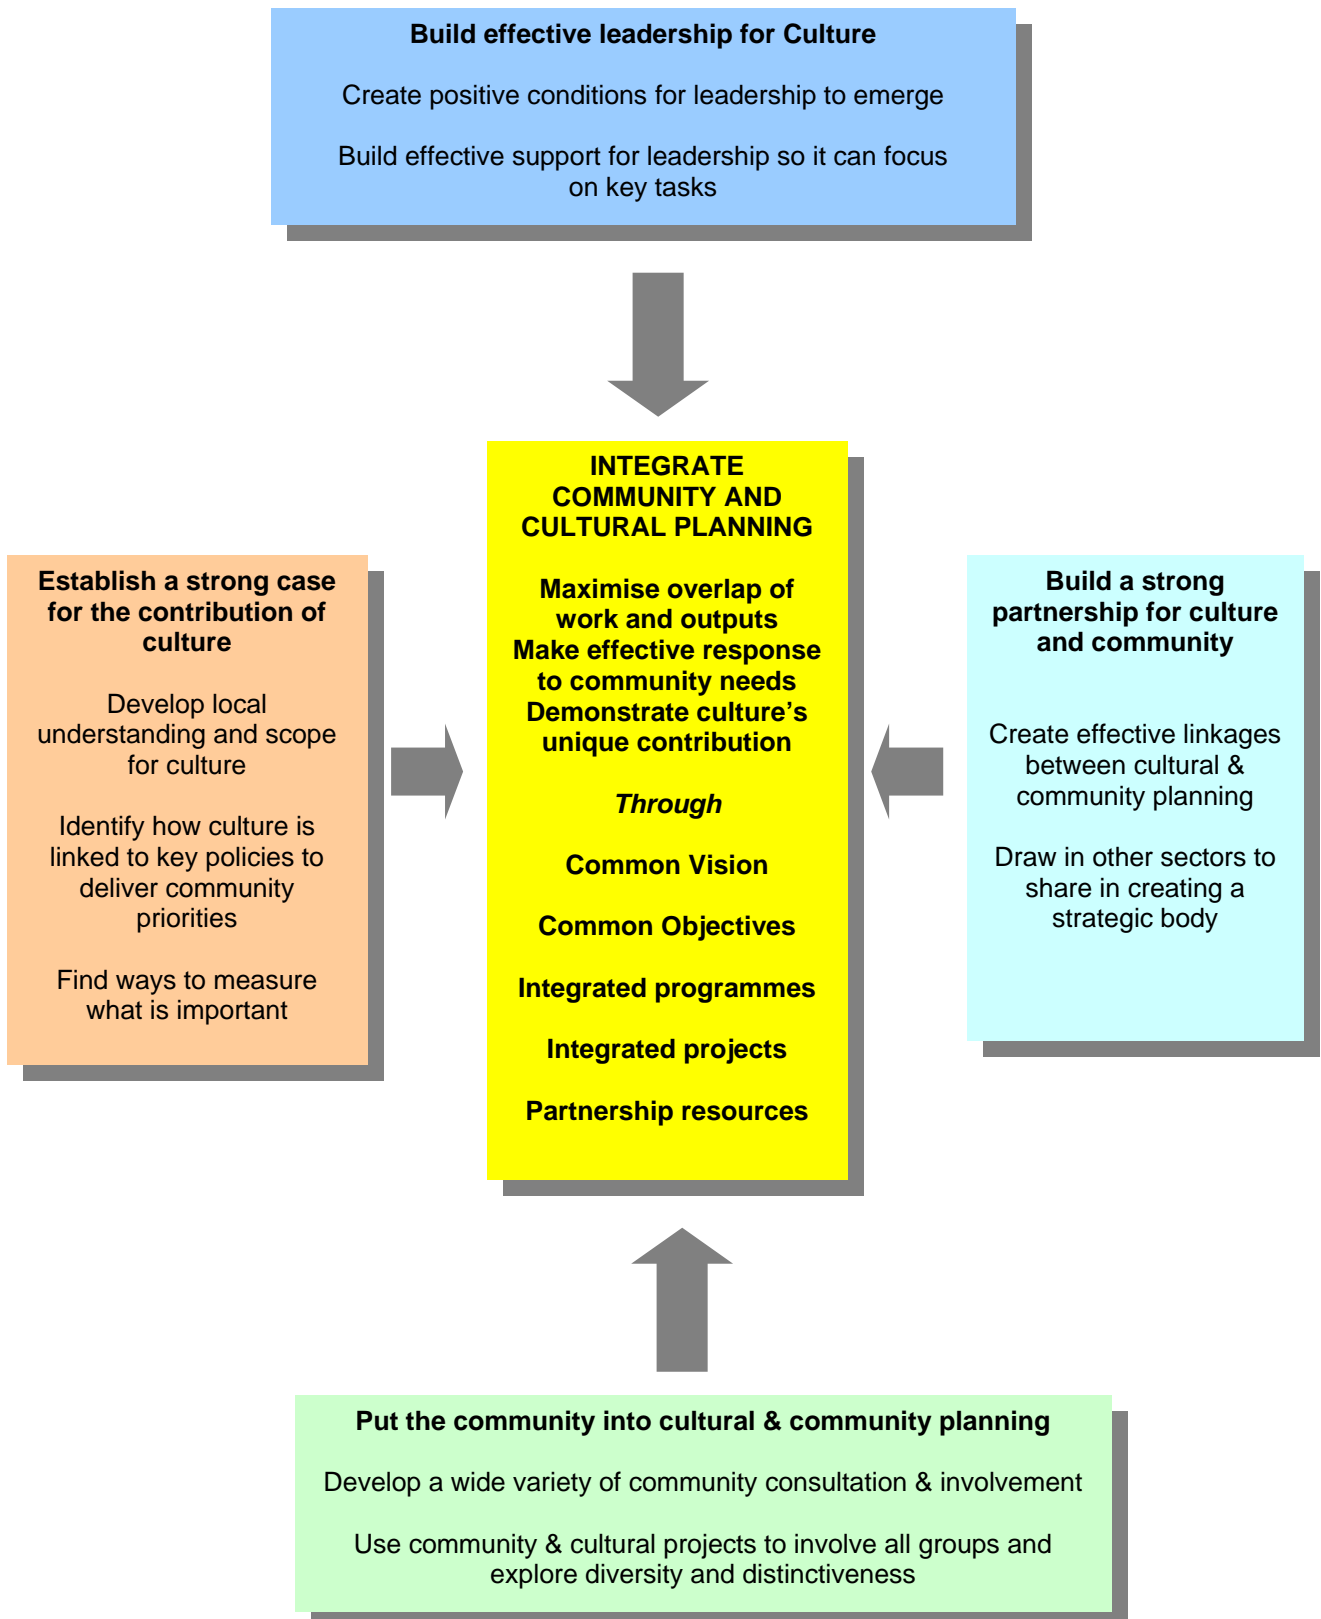 Build effective leadership for Culture
Create positive conditions for leadership to emerge
Build effective support for leadership so it can focus
on key tasks
INTEGRATE
COMMUNITY AND
CULTURAL PLANNING
Maximise overlap of
work and outputs
Make effective response
to community needs
Demonstrate culture’s
unique contribution
Through
Common Vision
Common Objectives
Integrated programmes
Integrated projects
Partnership resources
Establish a strong case
for the contribution of
culture
Develop local
understanding and scope
for culture
Identify how culture is
linked to key policies to
deliver community
priorities
Find ways to measure
what is important
Build a strong
partnership for culture
and community
Create effective linkages
between cultural &
community planning
Draw in other sectors to
share in creating a
strategic body
Put the community into cultural & community planning
Develop a wide variety of community consultation & involvement
Use community & cultural projects to involve all groups and
explore diversity and distinctiveness